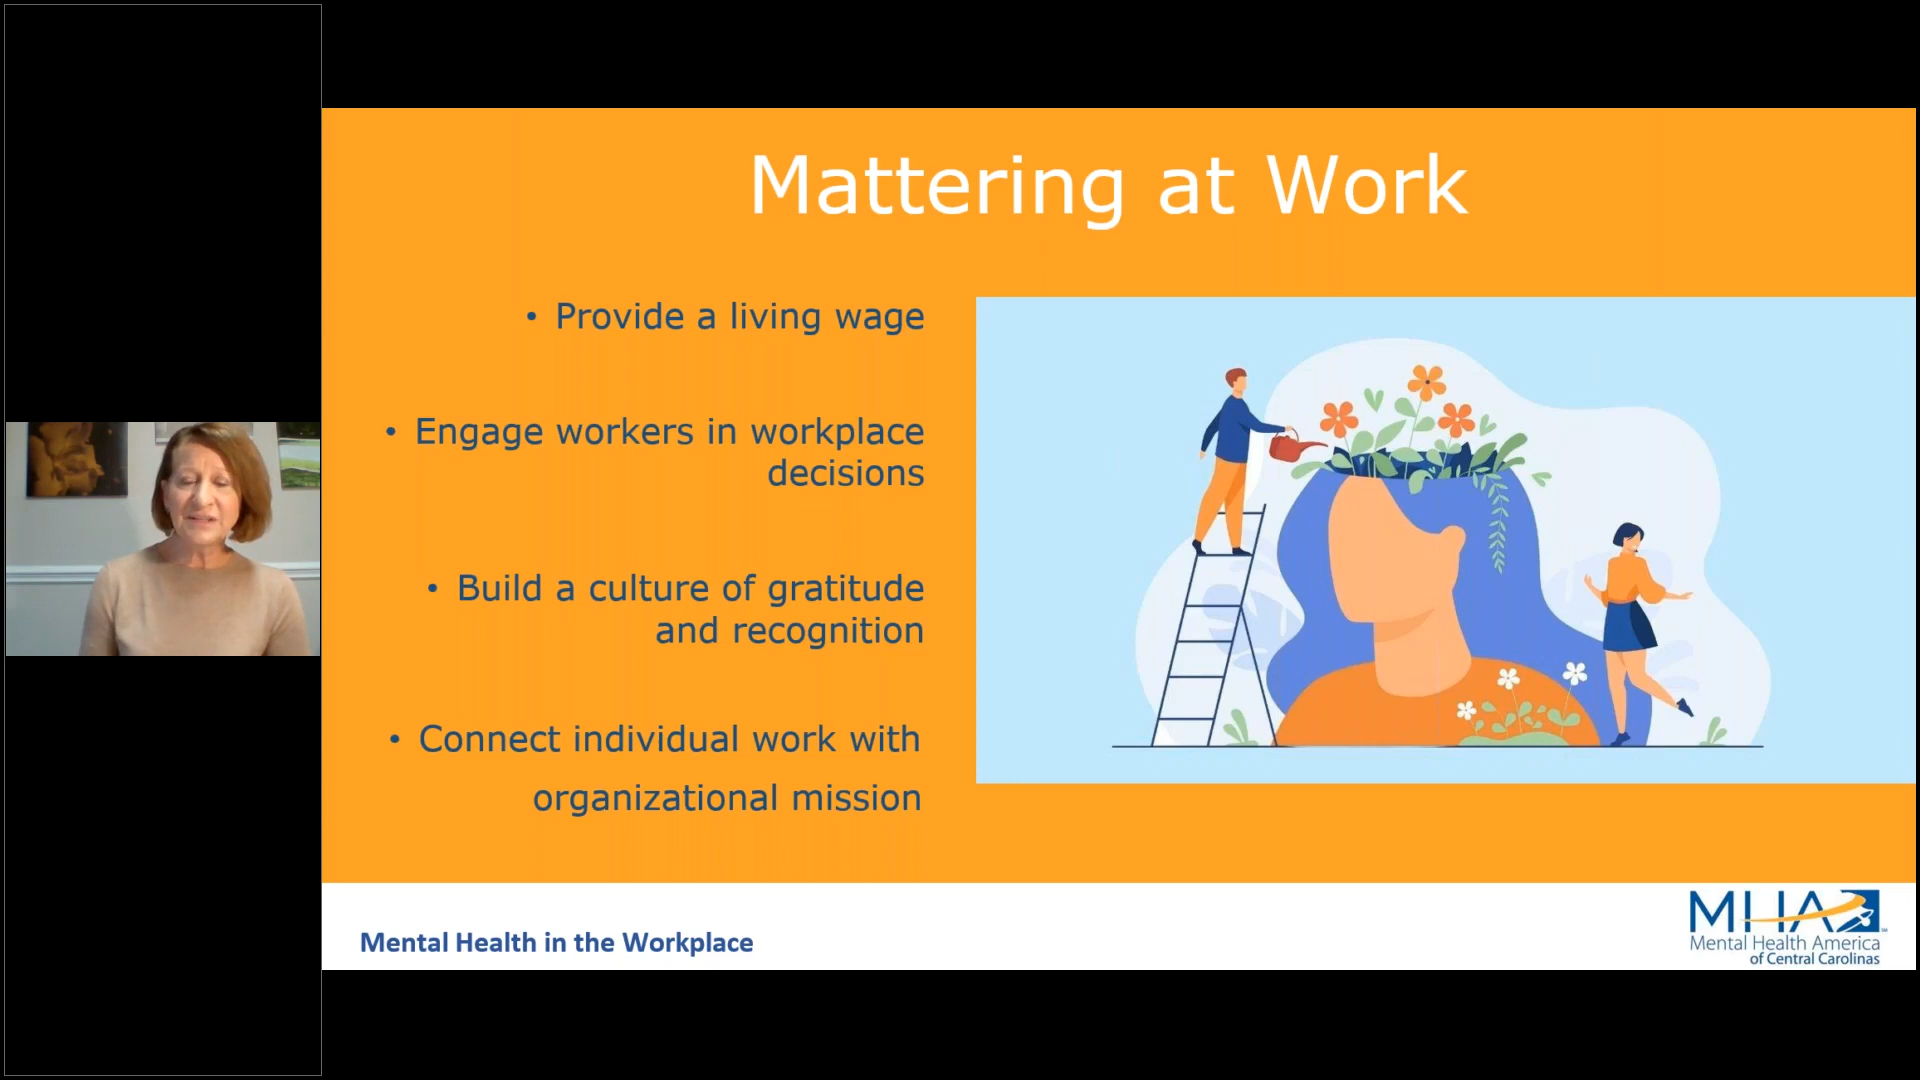 Mattering at Work
• Provide a living wage
• Engage workers in workplace
decisions
• Build a culture of gratitude
and recognition
• Connect individual work with
organizational mission
Mental Health in the Workplace
MHA
Mental Health America
of Central Carolinas